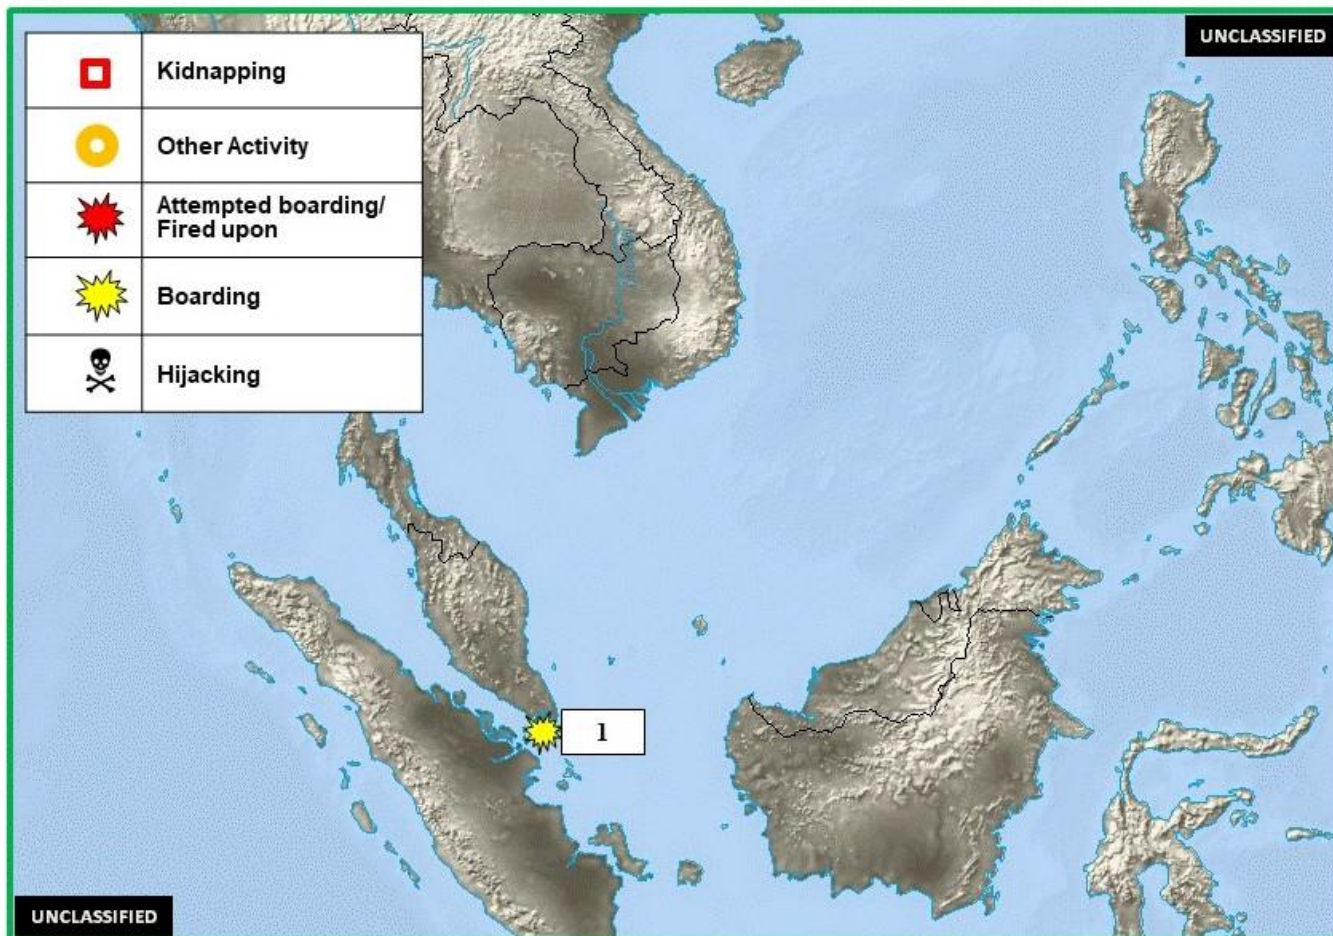 UNCLASSIFIED
Kidnapping
Other Activity
Attempted boarding/
Fired upon
Boarding
Hijacking
1
UNCLASSIFIED